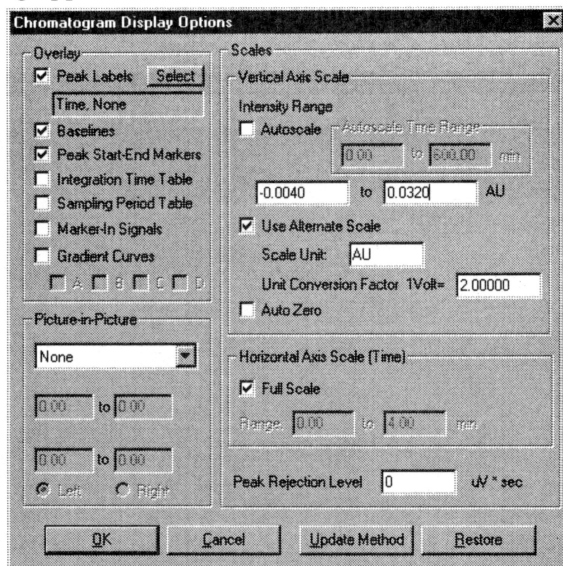 Chromatogram Display Options
Overlay
Peak Labels Select
Time, None
Baselines
Peak Start-End Markers
Integration Time Table
Sampling Period Table
Marker-In Signals
Gradient Curves
A B C D
Picture-in-Picture
None
0.00 to 0.00
0.00 to 0.00
Left Right
Scales
Vertical Axis Scale
Intensity Range
Autoscale Autoscale Time Range
0.00 to 600.00 min
-0.0040 to 0.0320 AU
Use Alternate Scale
Scale Unit: AU
Unit Conversion Factor 1Volt= 2.00000
Auto Zero
Horizontal Axis Scale (Time)
Full Scale
Range: 0.00 to 4.00 min
Peak Rejection Level 0 uV * sec
OK Cancel Update Method Restore